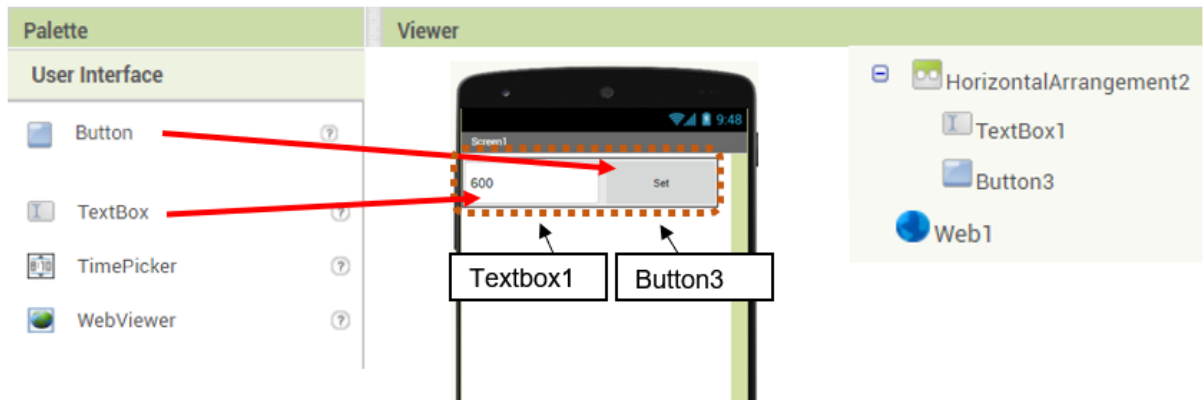 Palette
User Interface
Button
?
TextBox
?
TimePicker
?
WebViewer
?
Viewer
9:48
Screen1
600
Set
Textbox1
Button3
HorizontalArrangement2
TextBox1
Button3
Web1